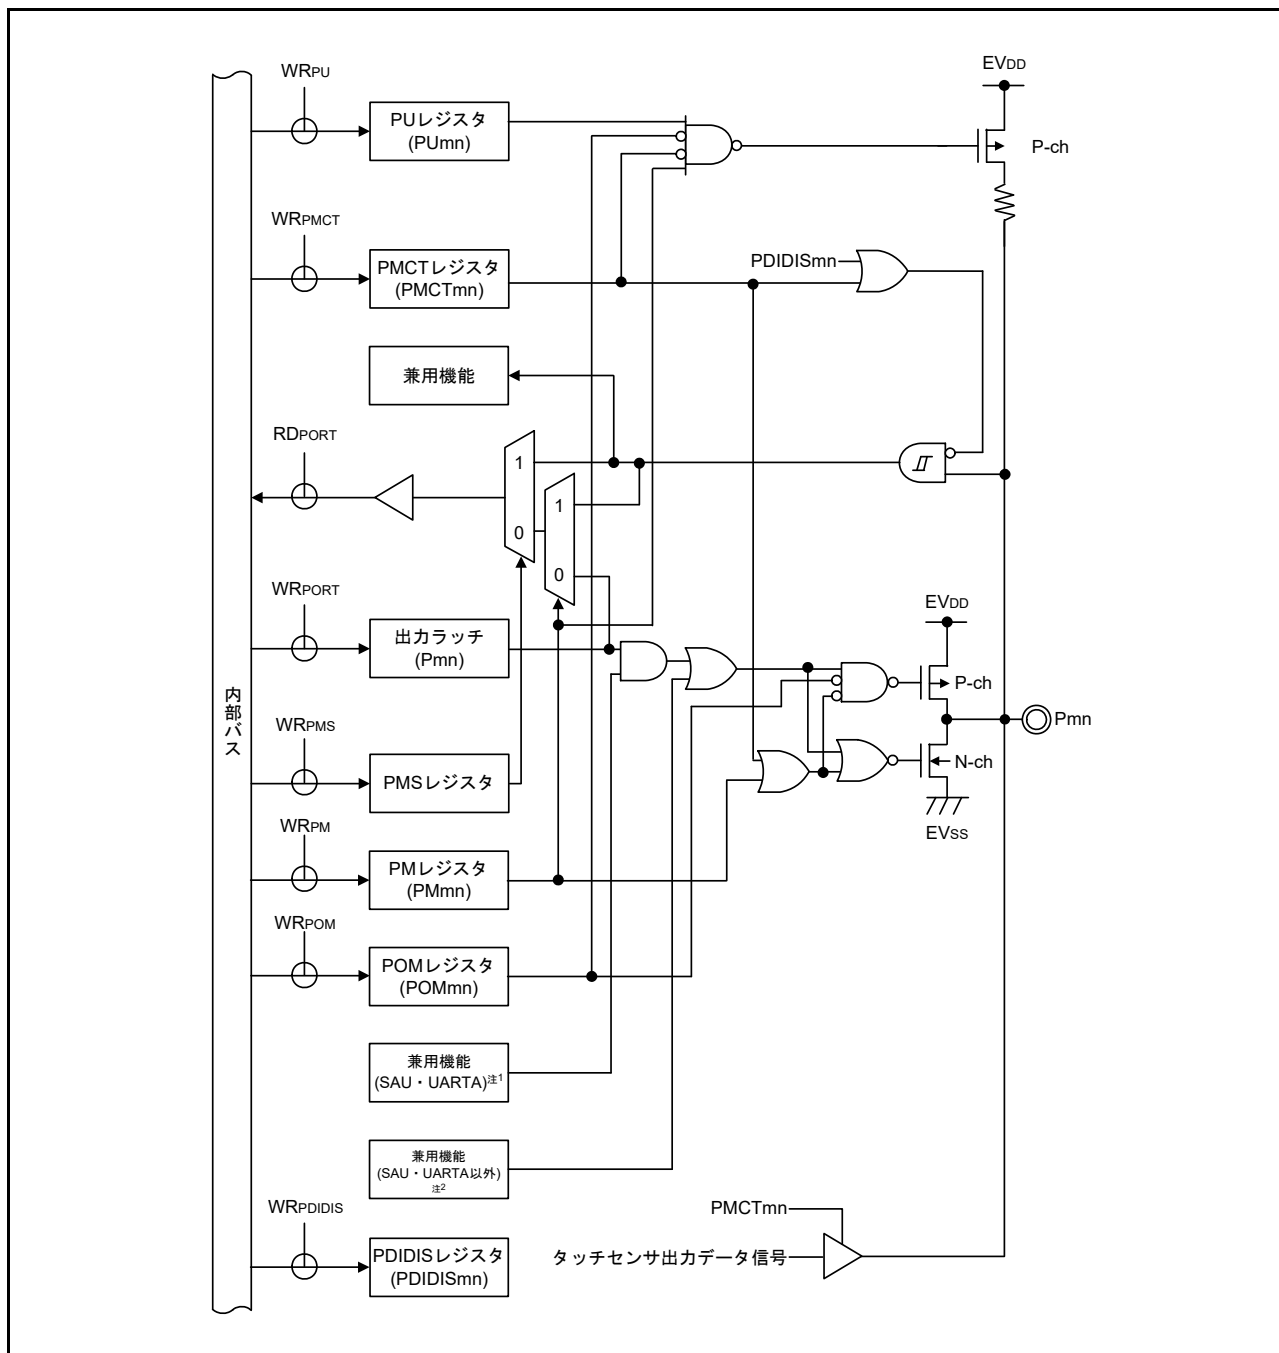 WRPU
PUレジスタ
(PUmn)
EVDD
P-ch
WRPMCT
PMCTレジスタ
(PMCTmn)
PDIDISmn
兼用機能
RDPORT
1
0
1
0
WRPORT
出力ラッチ
(Pmn)
EVDD
P-ch
Pmn
N-ch
EVSS
内部バス
WRPMS
PMSレジスタ
WRPM
PMレジスタ
(PMmn)
WRPOM
POMレジスタ
(POMmn)
兼用機能
(SAU・UARTA)注1
兼用機能
(SAU・UARTA以外)
注2
WRPDIDIS
PDIDISレジスタ
(PDIDISmn)
PMCTmn
タッチセンサ出力データ信号